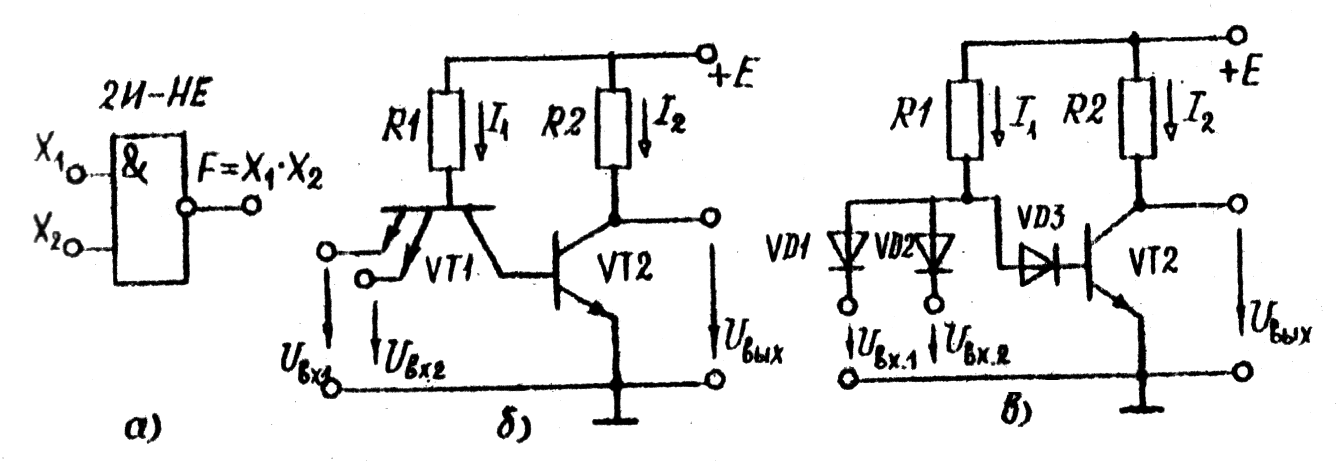 2И-НЕ
X₁
&
F=X₁·X₂
X₂
а)
+E
R1
I₁
R2
I₂
VT1
VT2
Uвх1
Uвх2
Uвых
б)
+E
R1
I₁
R2
I₂
VD1
VD2
VD3
VT2
Uвх.1
Uвх.2
Uвых
в)